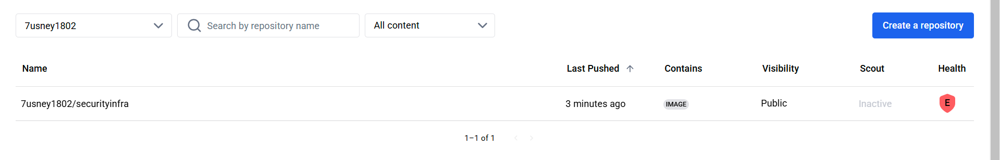 7usney1802 Search by repository name All content Create a repository
Name Last Pushed Contains Visibility Scout Health
7usney1802/securityinfra 3 minutes ago IMAGE Public Inactive E
1–1 of 1